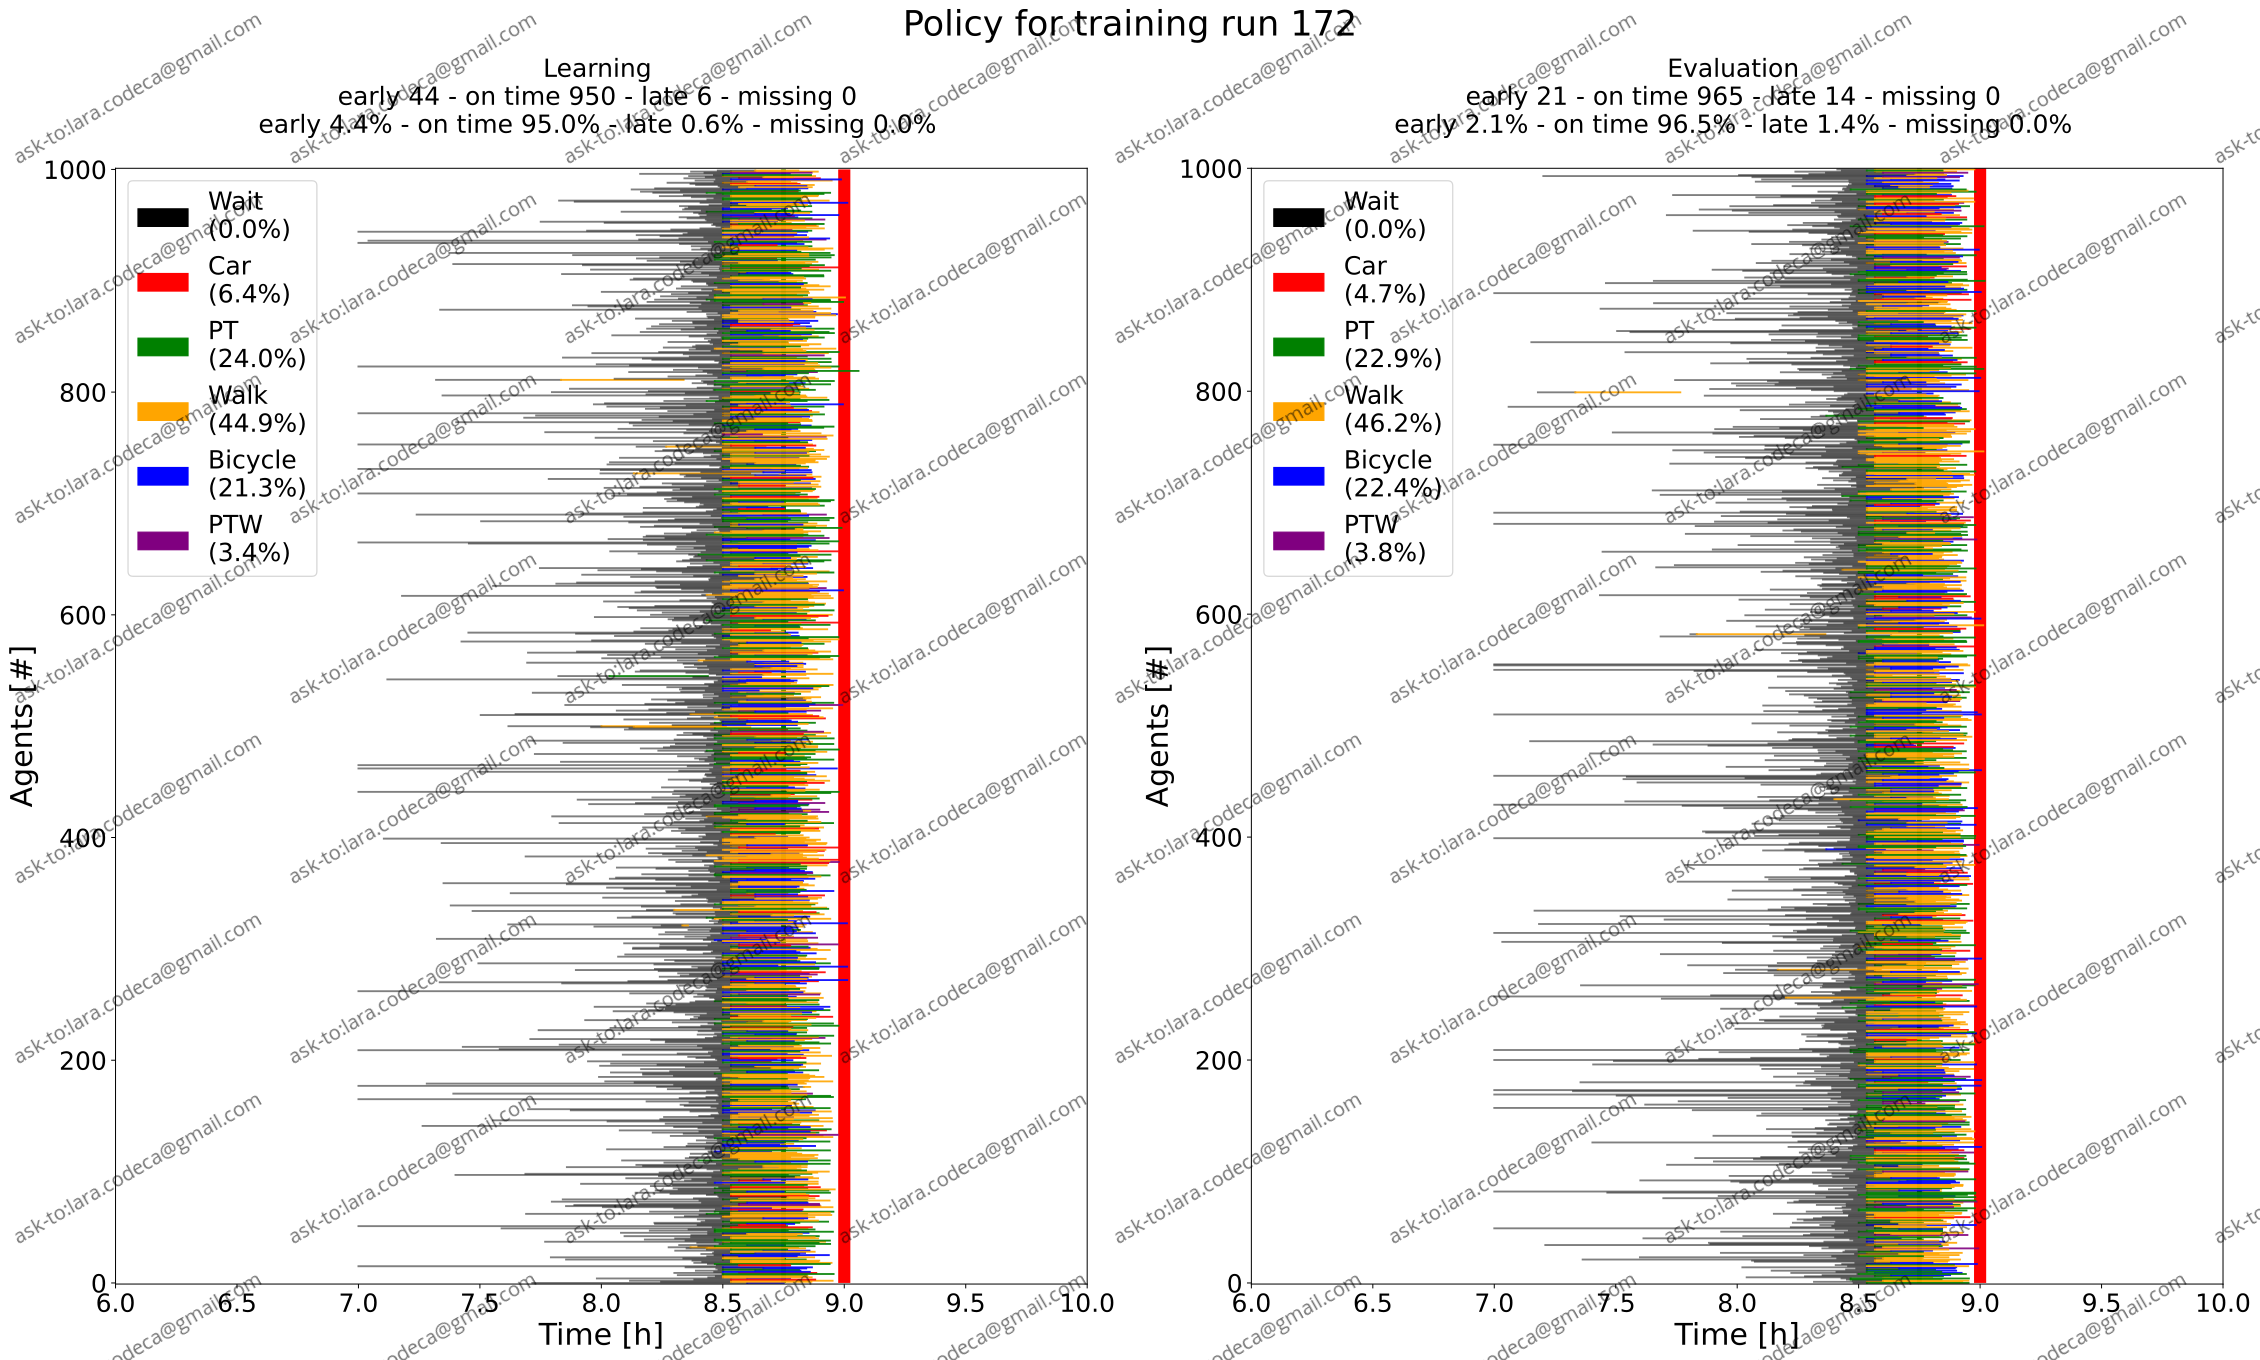 Policy for training run 172
Learning
early 44 - on time 950 - late 6 - missing 0
early 4.4% - on time 95.0% - late 0.6% - missing 0.0%
1000
800
600
400
200
0
Agents [#]
Wait
(0.0%)
Car
(6.4%)
PT
(24.0%)
Walk
(44.9%)
Bicycle
(21.3%)
PTW
(3.4%)
6.0 6.5 7.0 7.5 8.0 8.5 9.0 9.5 10.0
Time [h]
Evaluation
early 21 - on time 965 - late 14 - missing 0
early 2.1% - on time 96.5% - late 1.4% - missing 0.0%
1000
800
600
400
200
0
Agents [#]
Wait
(0.0%)
Car
(4.7%)
PT
(22.9%)
Walk
(46.2%)
Bicycle
(22.4%)
PTW
(3.8%)
6.0 6.5 7.0 7.5 8.0 8.5 9.0 9.5 10.0
Time [h]
ask-to:lara.codeca@gmail.com